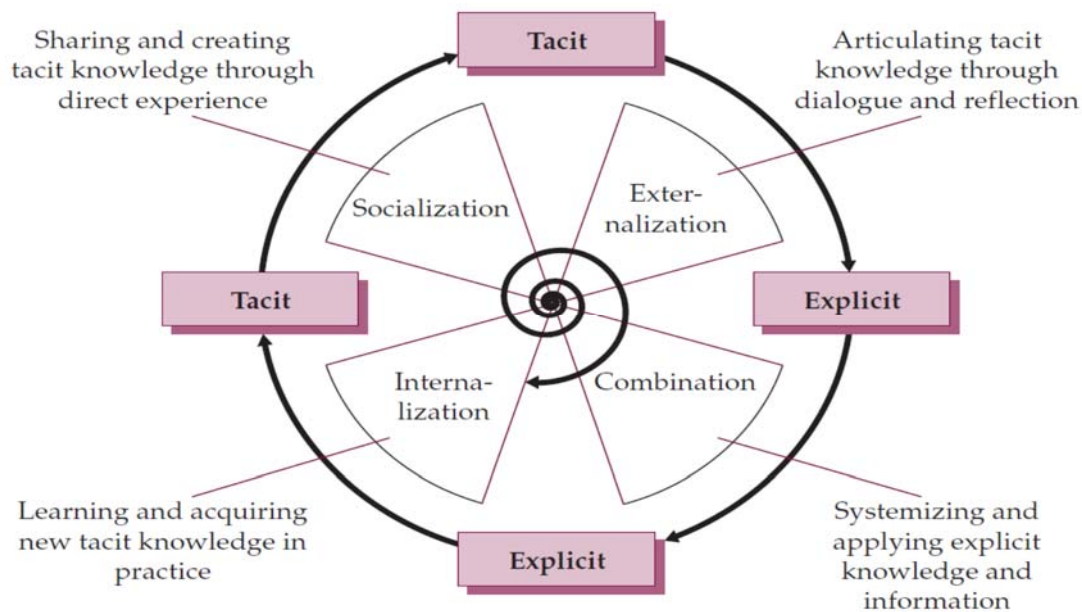 Tacit
Sharing and creating
tacit knowledge through
direct experience
Articulating tacit
knowledge through
dialogue and reflection
Socialization
Exter-
nalization
Tacit
Explicit
Interna-
lization
Combination
Learning and acquiring
new tacit knowledge in
practice
Explicit
Systemizing and
applying explicit
knowledge and
information